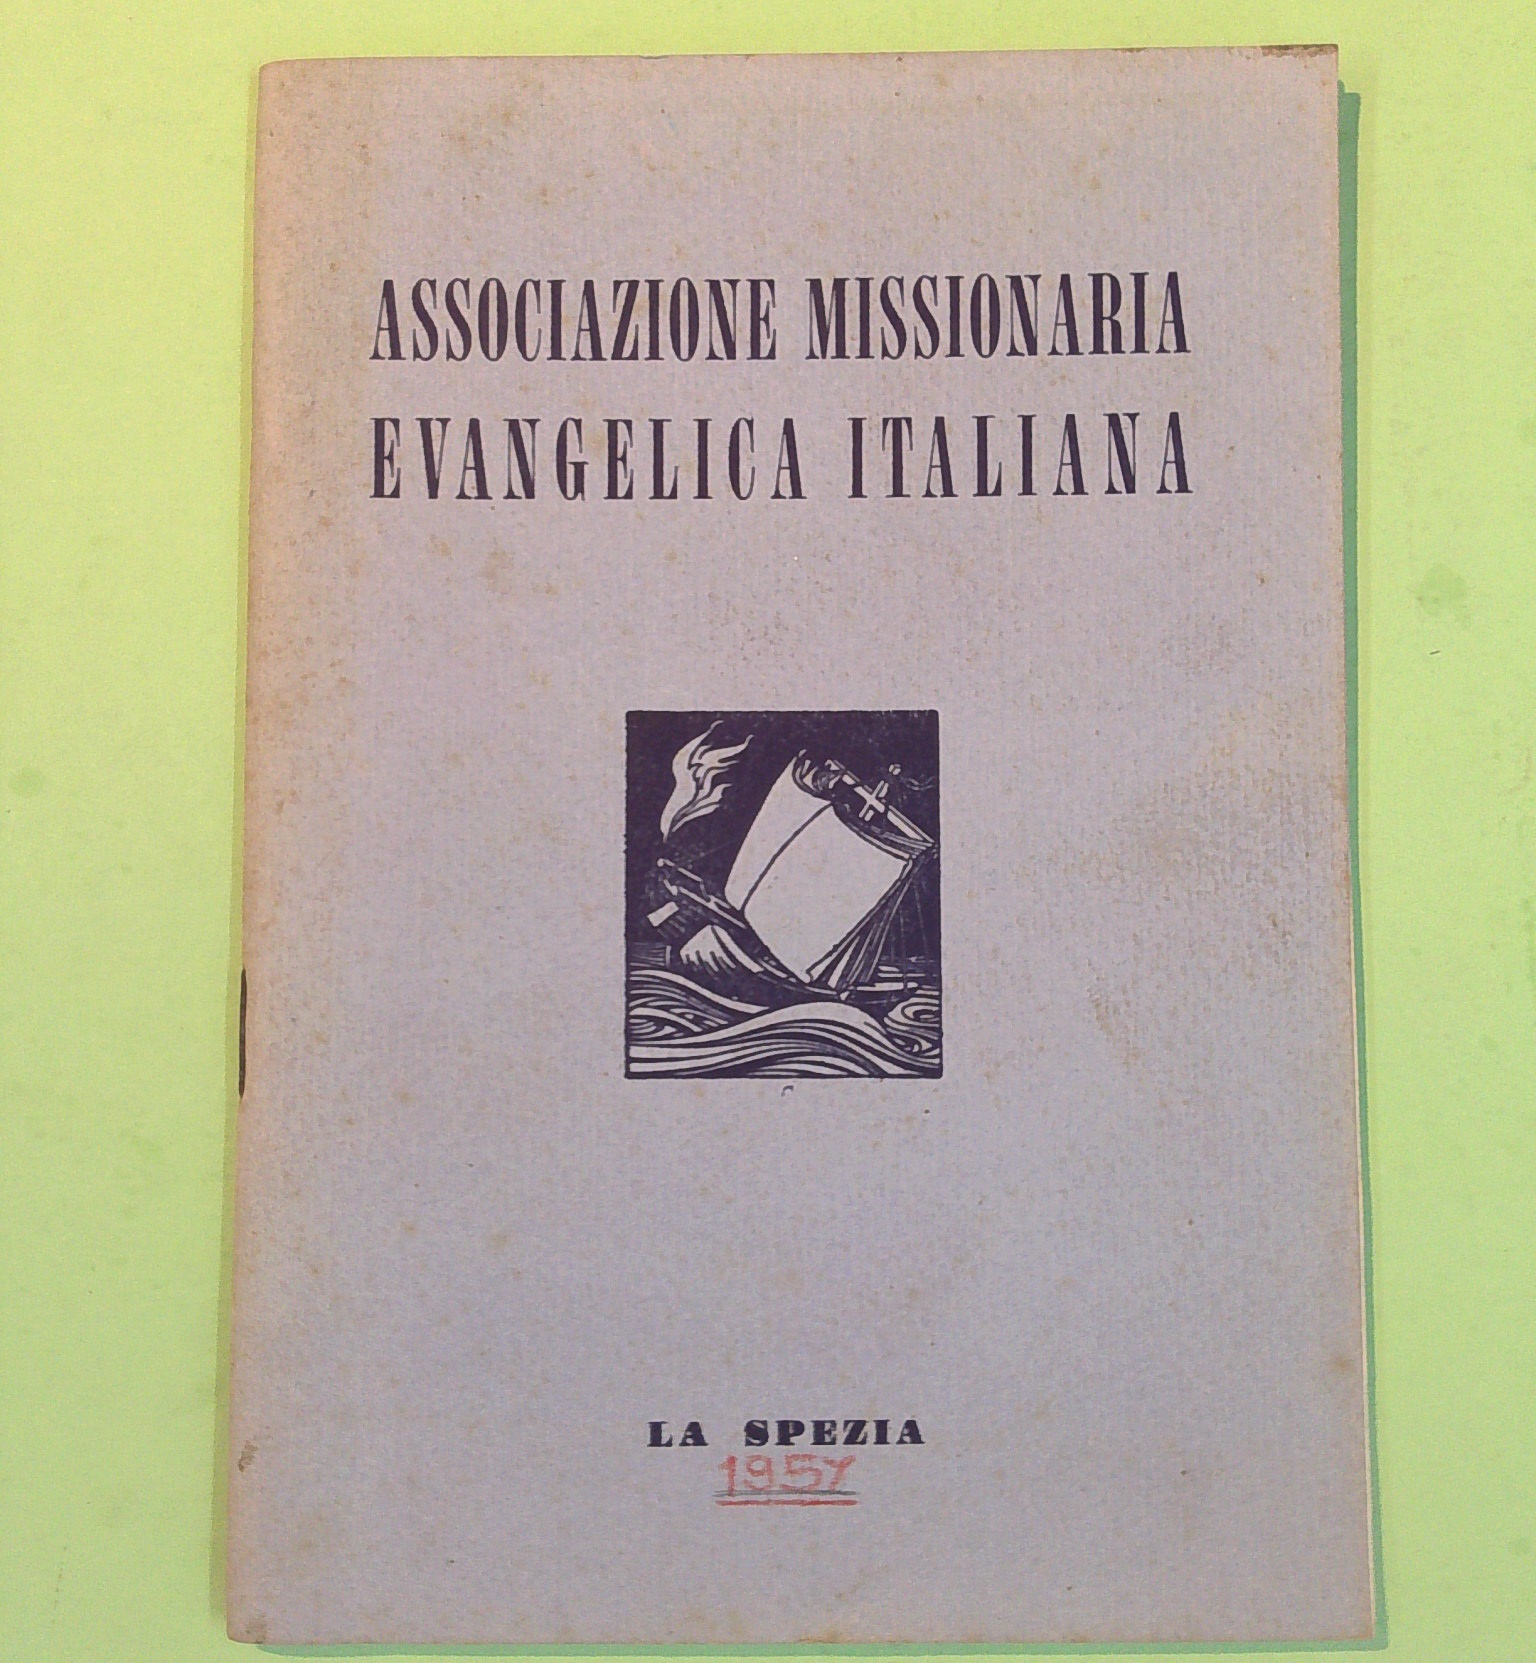 ASSOCIAZIONE MISSIONARIA
EVANGELICA ITALIANA
LA SPEZIA
1957